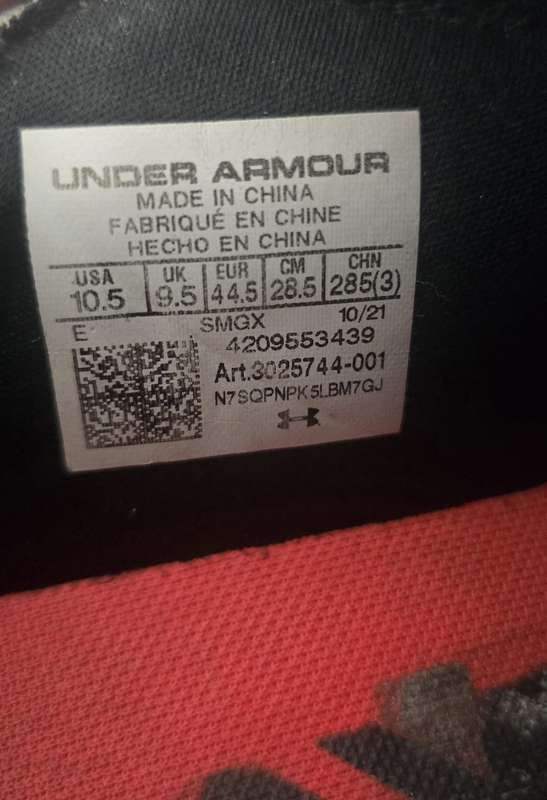 UNDER ARMOUR
MADE IN CHINA
FABRIQUÉ EN CHINE
HECHO EN CHINA
USA UK EUR CM CHN
10.5 9.5 44.5 28.5 285(3)
E SMGX 10/21
4209553439
Art.3025744-001
N7SQPNPK5LBM7GJ